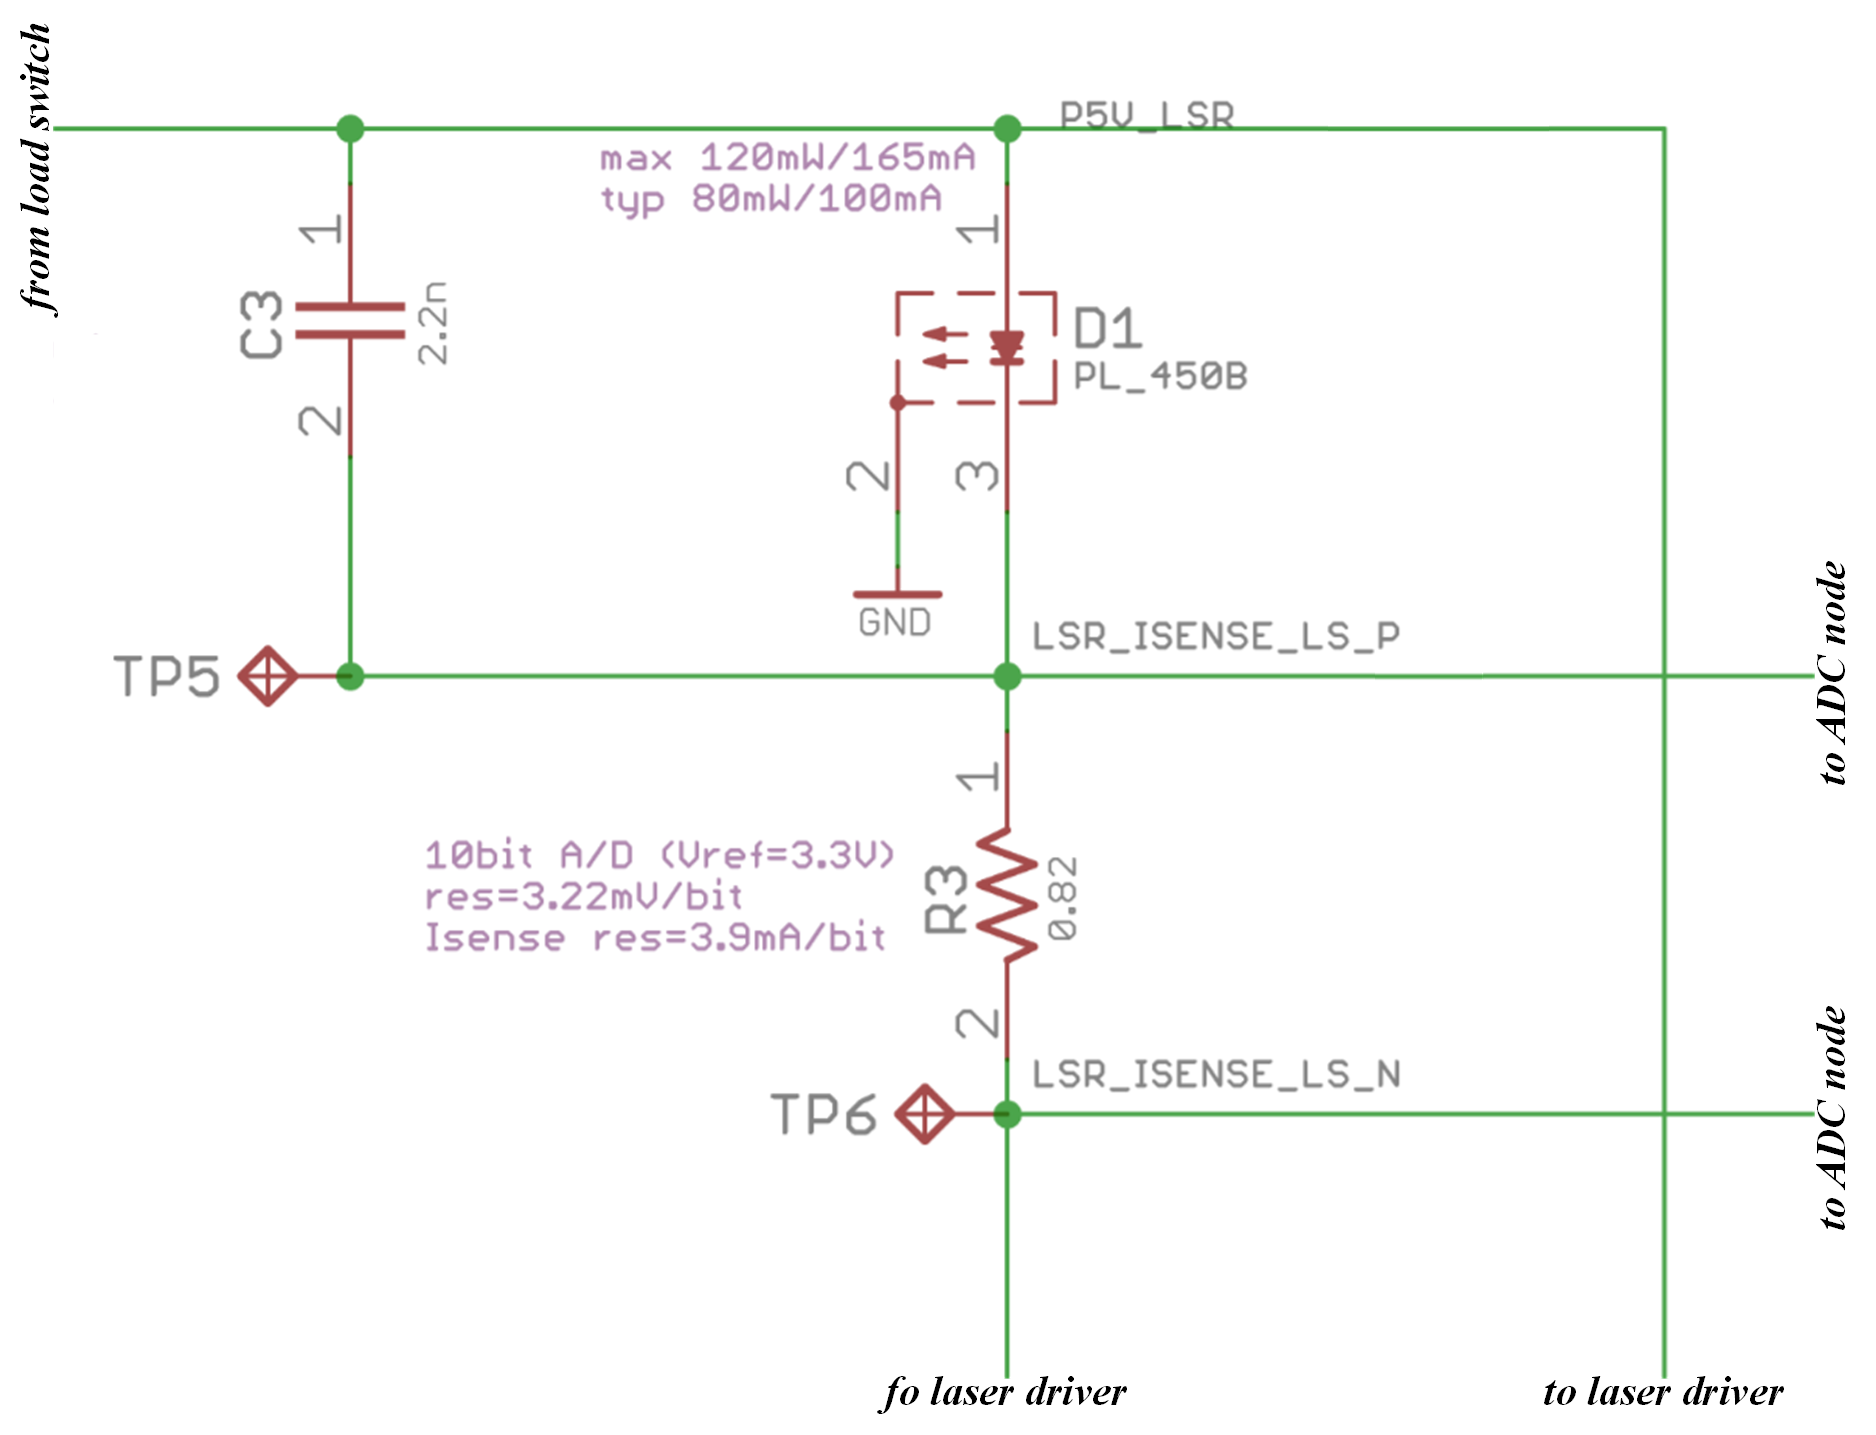 from load switch
P5V_LSR
max 120mW/165mA
typ 80mW/100mA
1
1
C3
2.2n
D1
PL_450B
2
2
3
GND
LSR_ISENSE_LS_P
to ADC node
TP5
1
10bit A/D (Vref=3.3V)
res=3.22mV/bit
Isense res=3.9mA/bit
R3
0.82
2
LSR_ISENSE_LS_N
to ADC node
TP6
fo laser driver
to laser driver